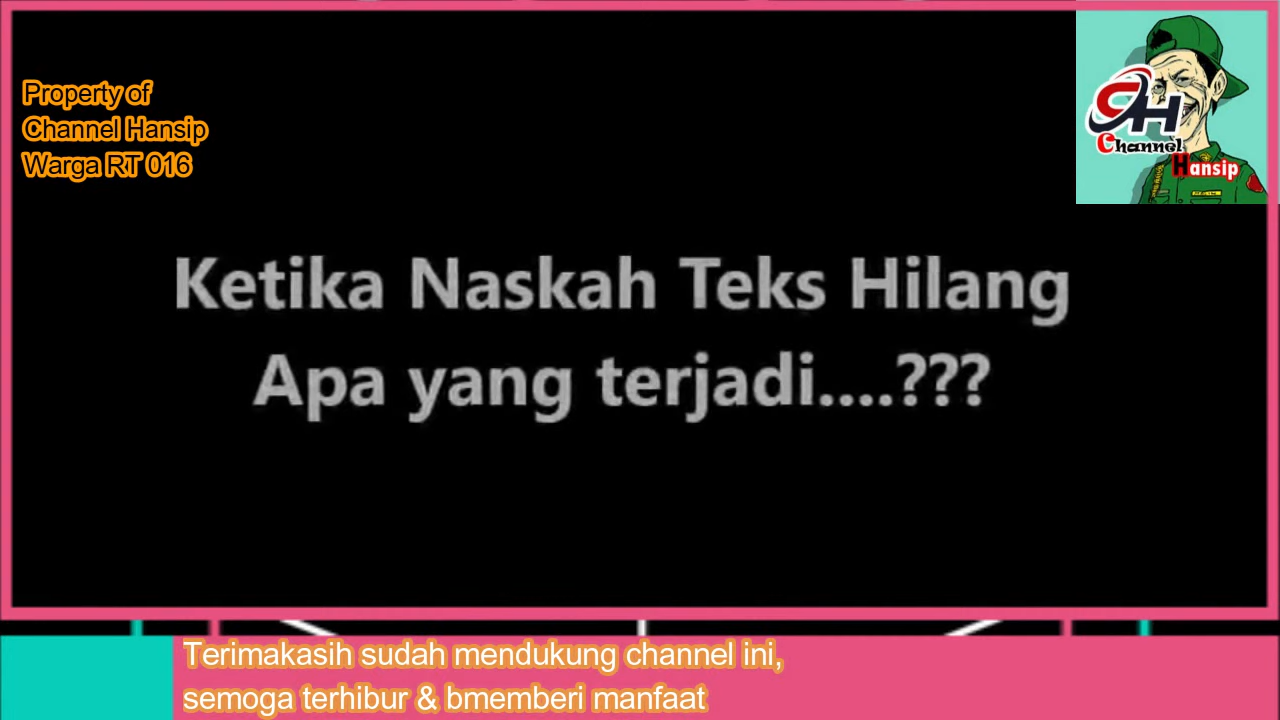 Property of
Channel Hansip
Warga RT 016
CH
Channel
Hansip
Ketika Naskah Teks Hilang
Apa yang terjadi....???
Terimakasih sudah mendukung channel ini,
semoga terhibur & bmemberi manfaat